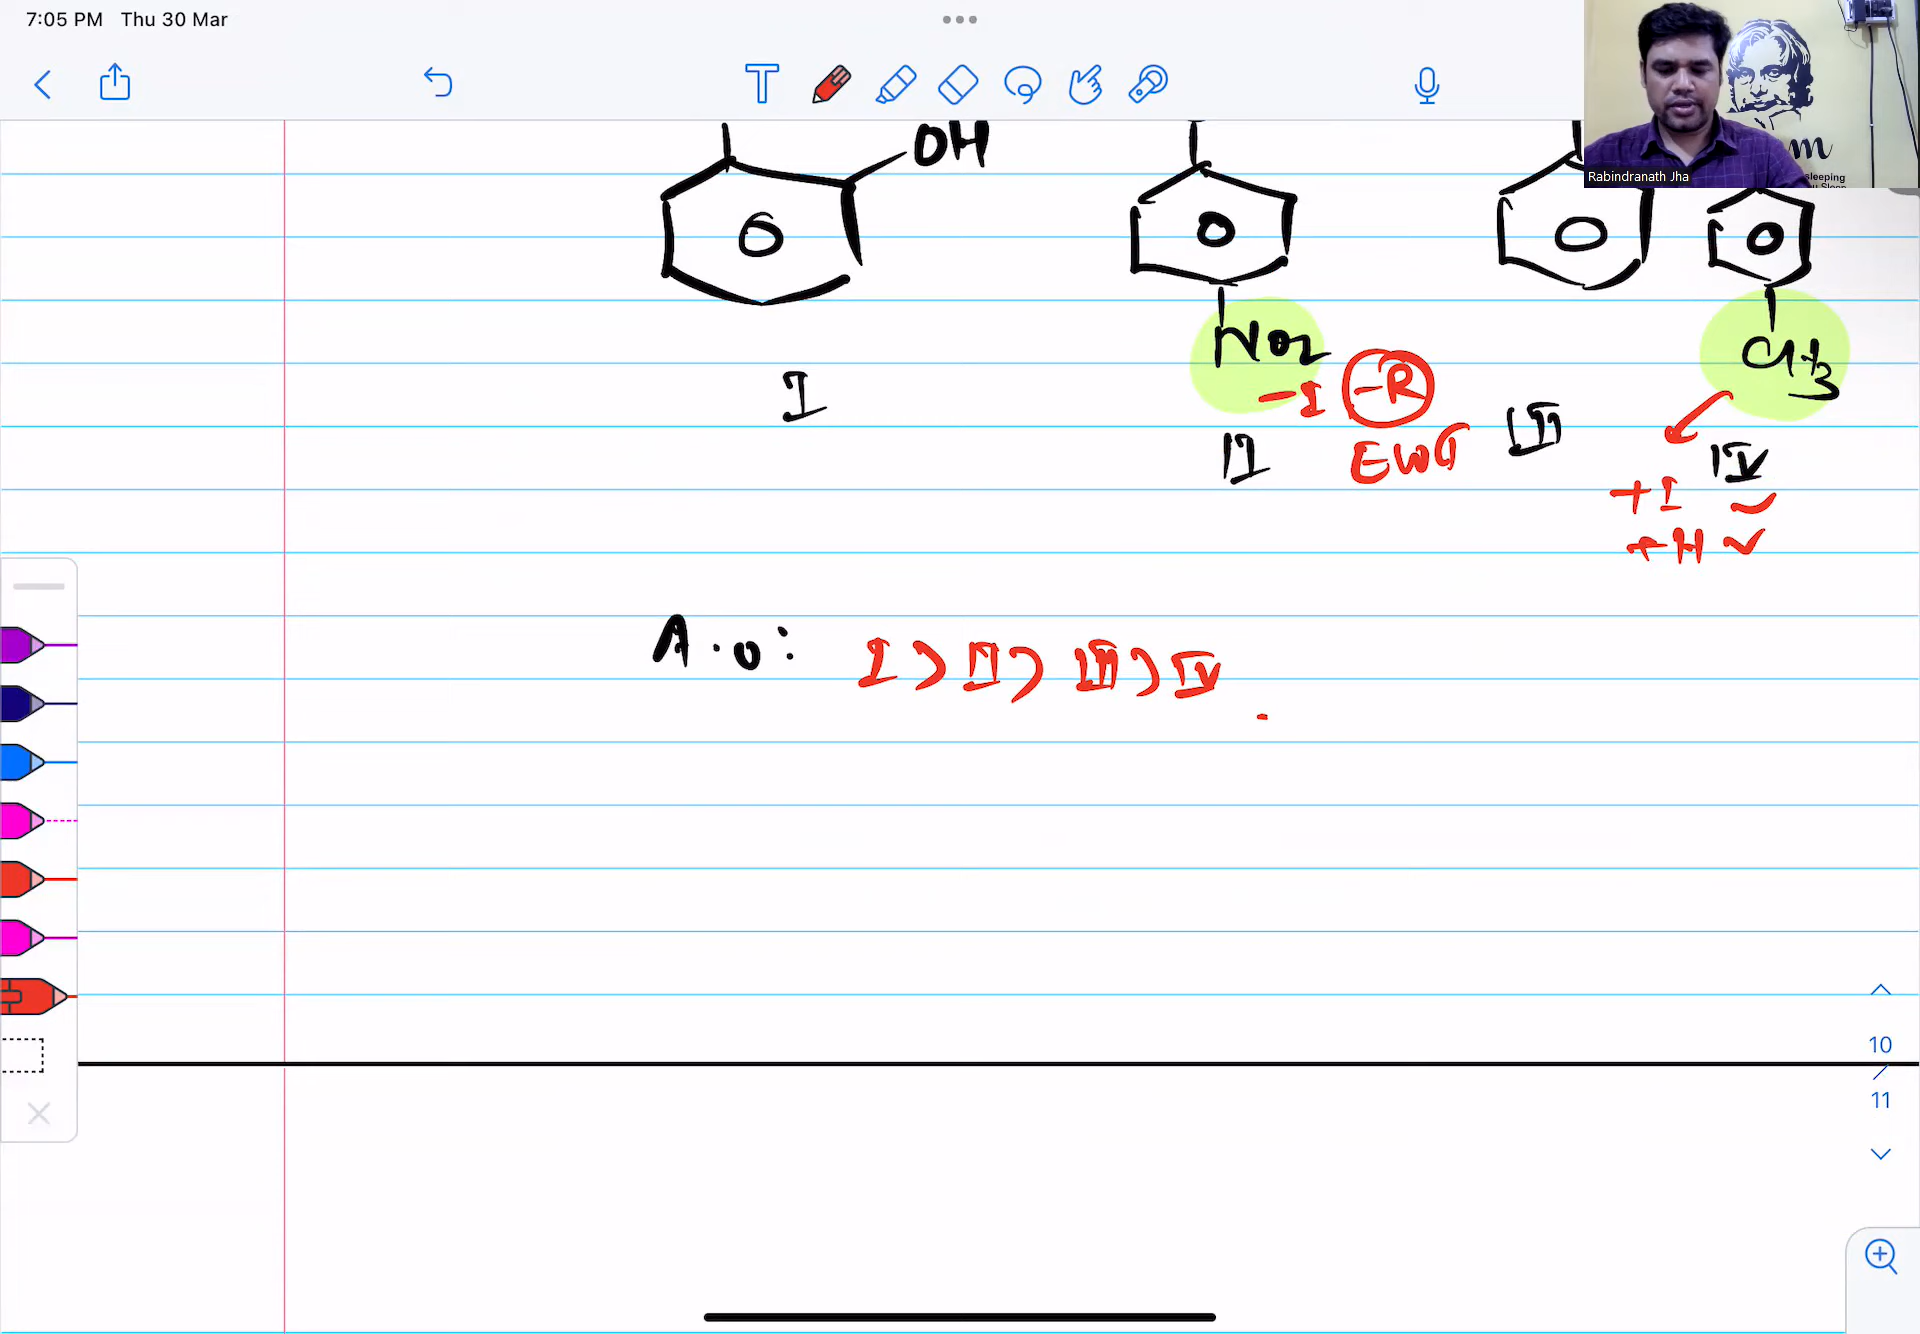 7:05 PM Thu 30 Mar
T
m
sleeping
Rabindranath Jha
OH
NO2
CH3
-I -R
I
II
EWG
III
IV
+I
+H
A.O: I > II > III > IV
10
11